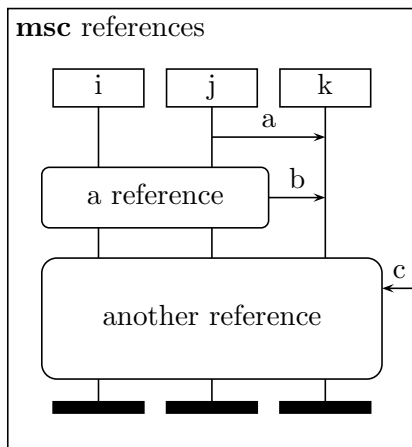 msc references
i j k
a
a reference
b
c
another reference